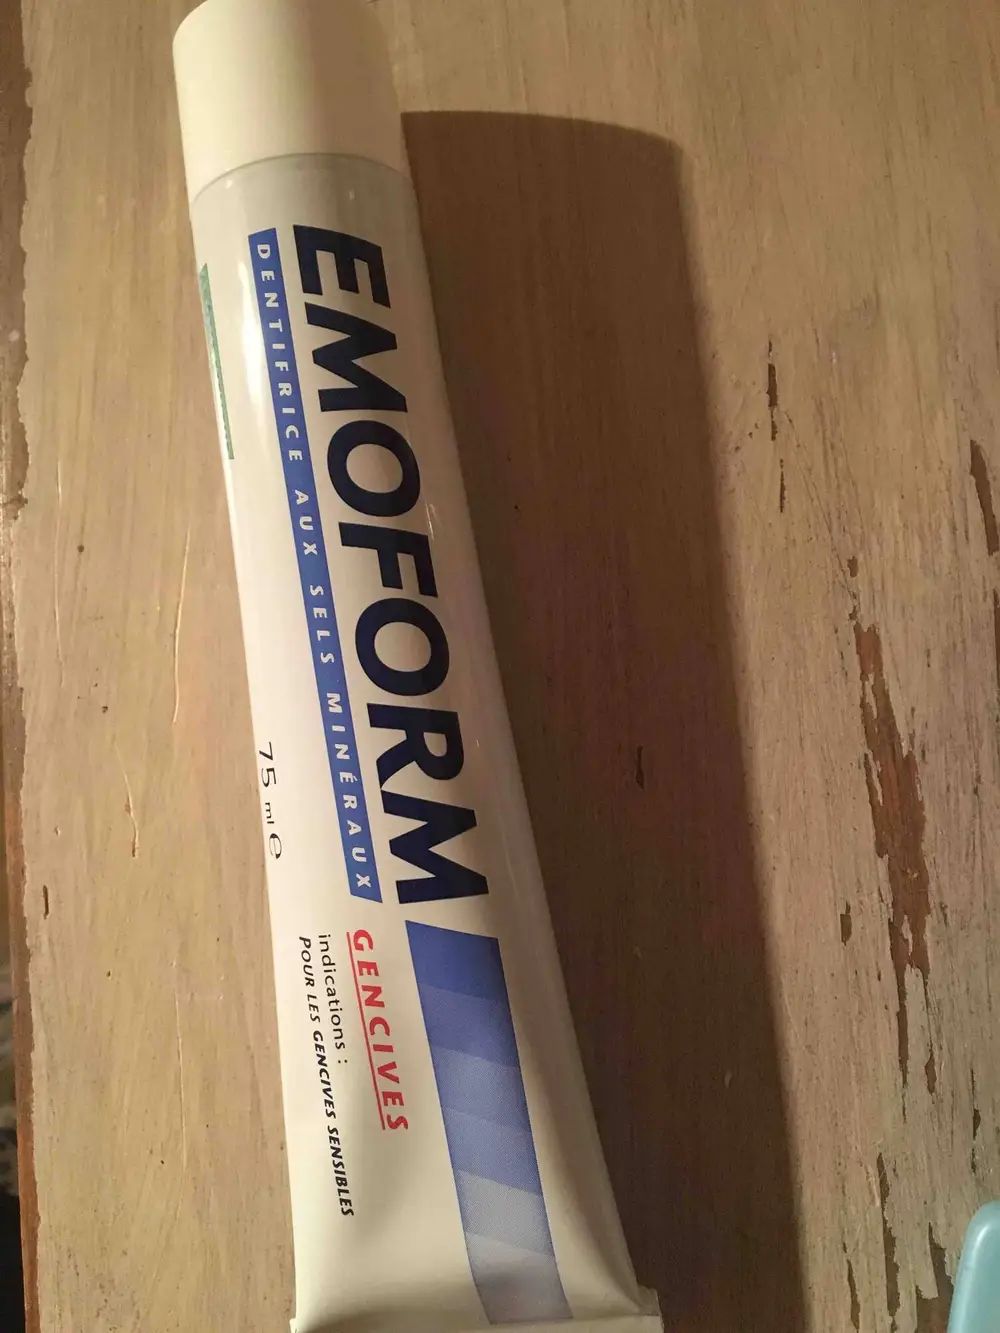 EMOFORM
DENTIFRICE AUX SELS MINÉRAUX
GENCIVES
indications :
POUR LES GENCIVES SENSIBLES
75 ml e